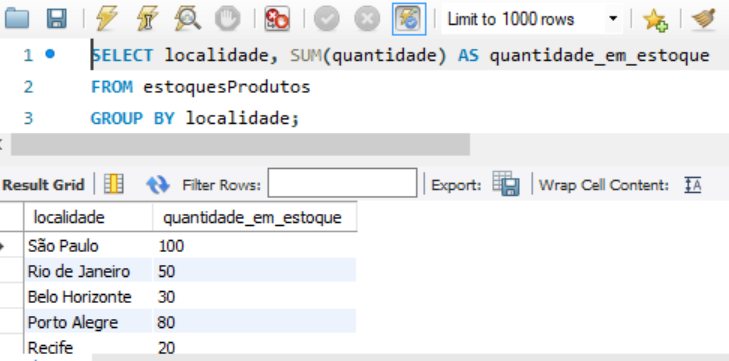 Limit to 1000 rows
1 SELECT localidade, SUM(quantidade) AS quantidade_em_estoque
2 FROM estoquesProdutos
3 GROUP BY localidade;
Result Grid Filter Rows: Export: Wrap Cell Content: IA
localidade quantidade_em_estoque
São Paulo 100
Rio de Janeiro 50
Belo Horizonte 30
Porto Alegre 80
Recife 20